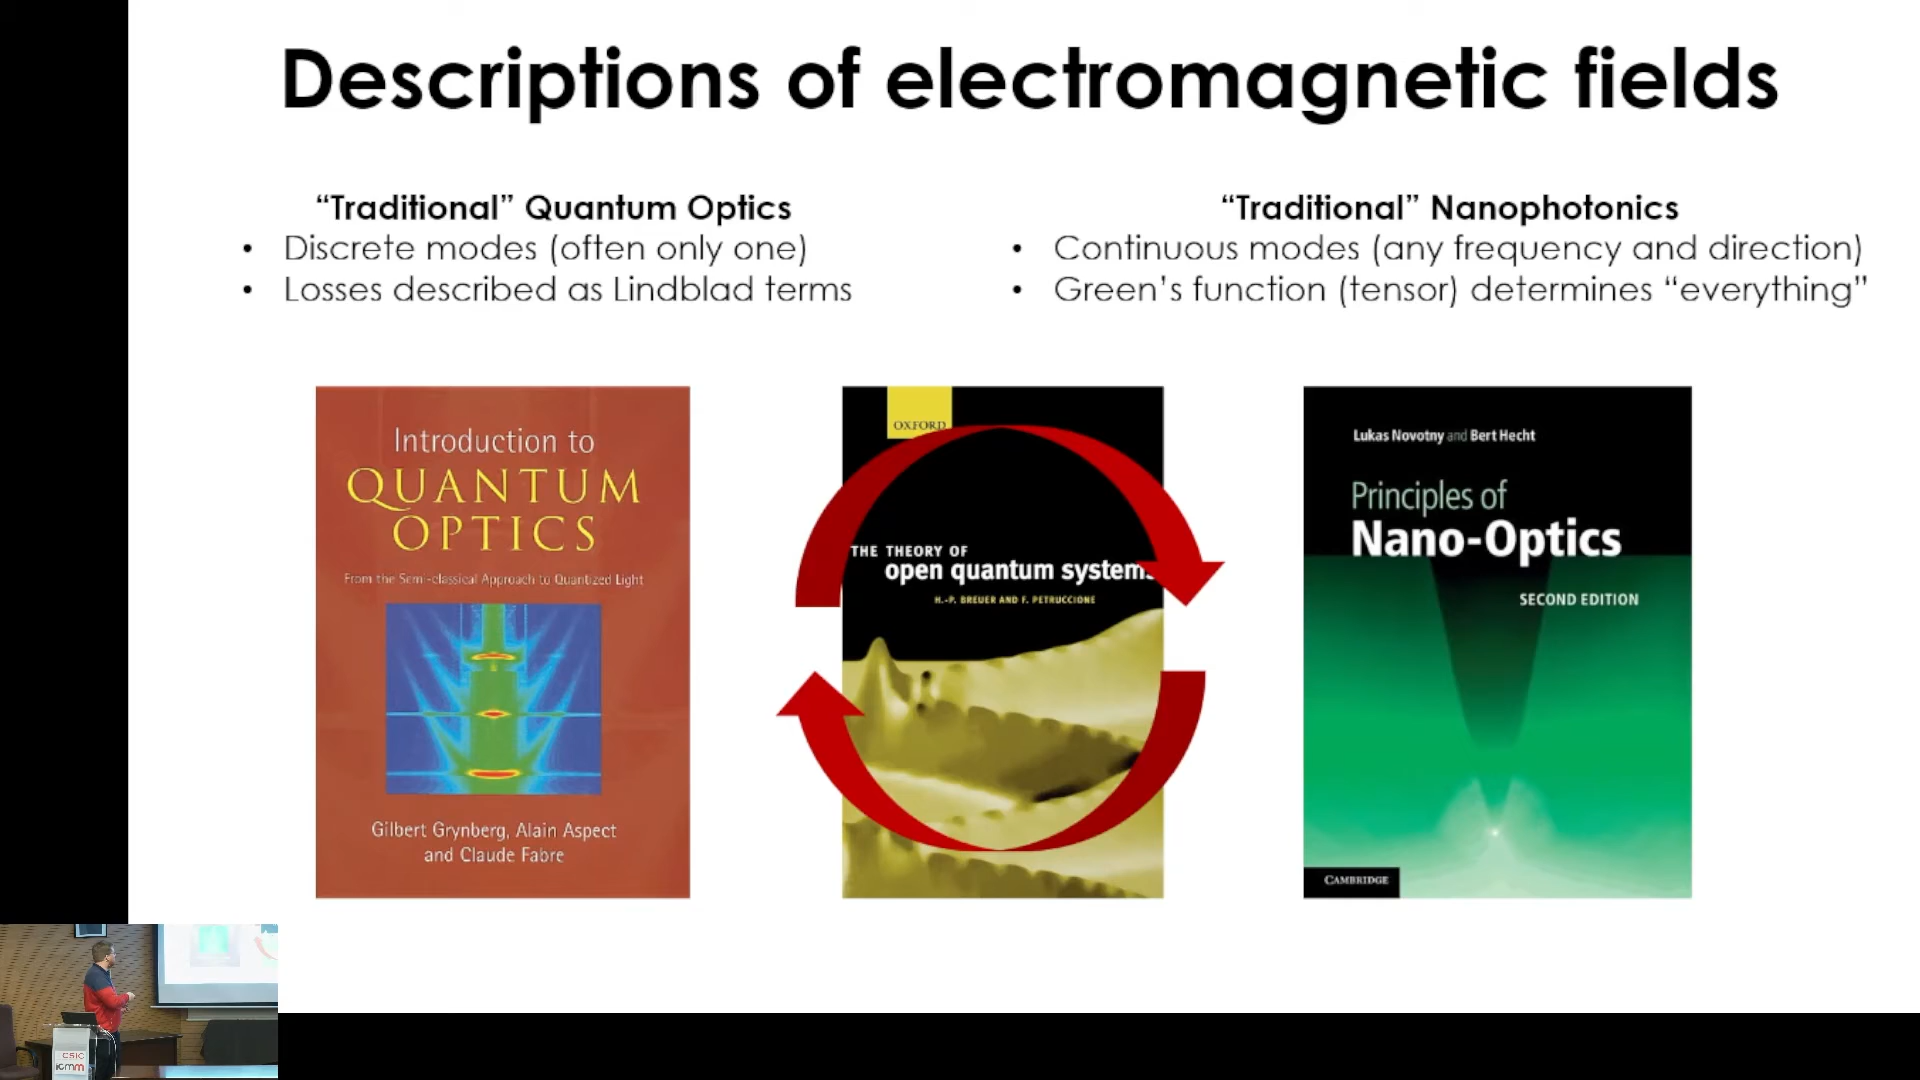 Descriptions of electromagnetic fields
“Traditional” Quantum Optics
• Discrete modes (often only one)
• Losses described as Lindblad terms
“Traditional” Nanophotonics
• Continuous modes (any frequency and direction)
• Green’s function (tensor) determines “everything”
Introduction to
QUANTUM
OPTICS
From the Semi-classical Approach to Quantized Light
Gilbert Grynberg, Alain Aspect
and Claude Fabre
OXFORD
THE THEORY OF
open quantum systems
H.-P. BREUER AND F. PETRUCCIONE
Lukas Novotny and Bert Hecht
Principles of
Nano-Optics
SECOND EDITION
CAMBRIDGE
CSIC
icmm